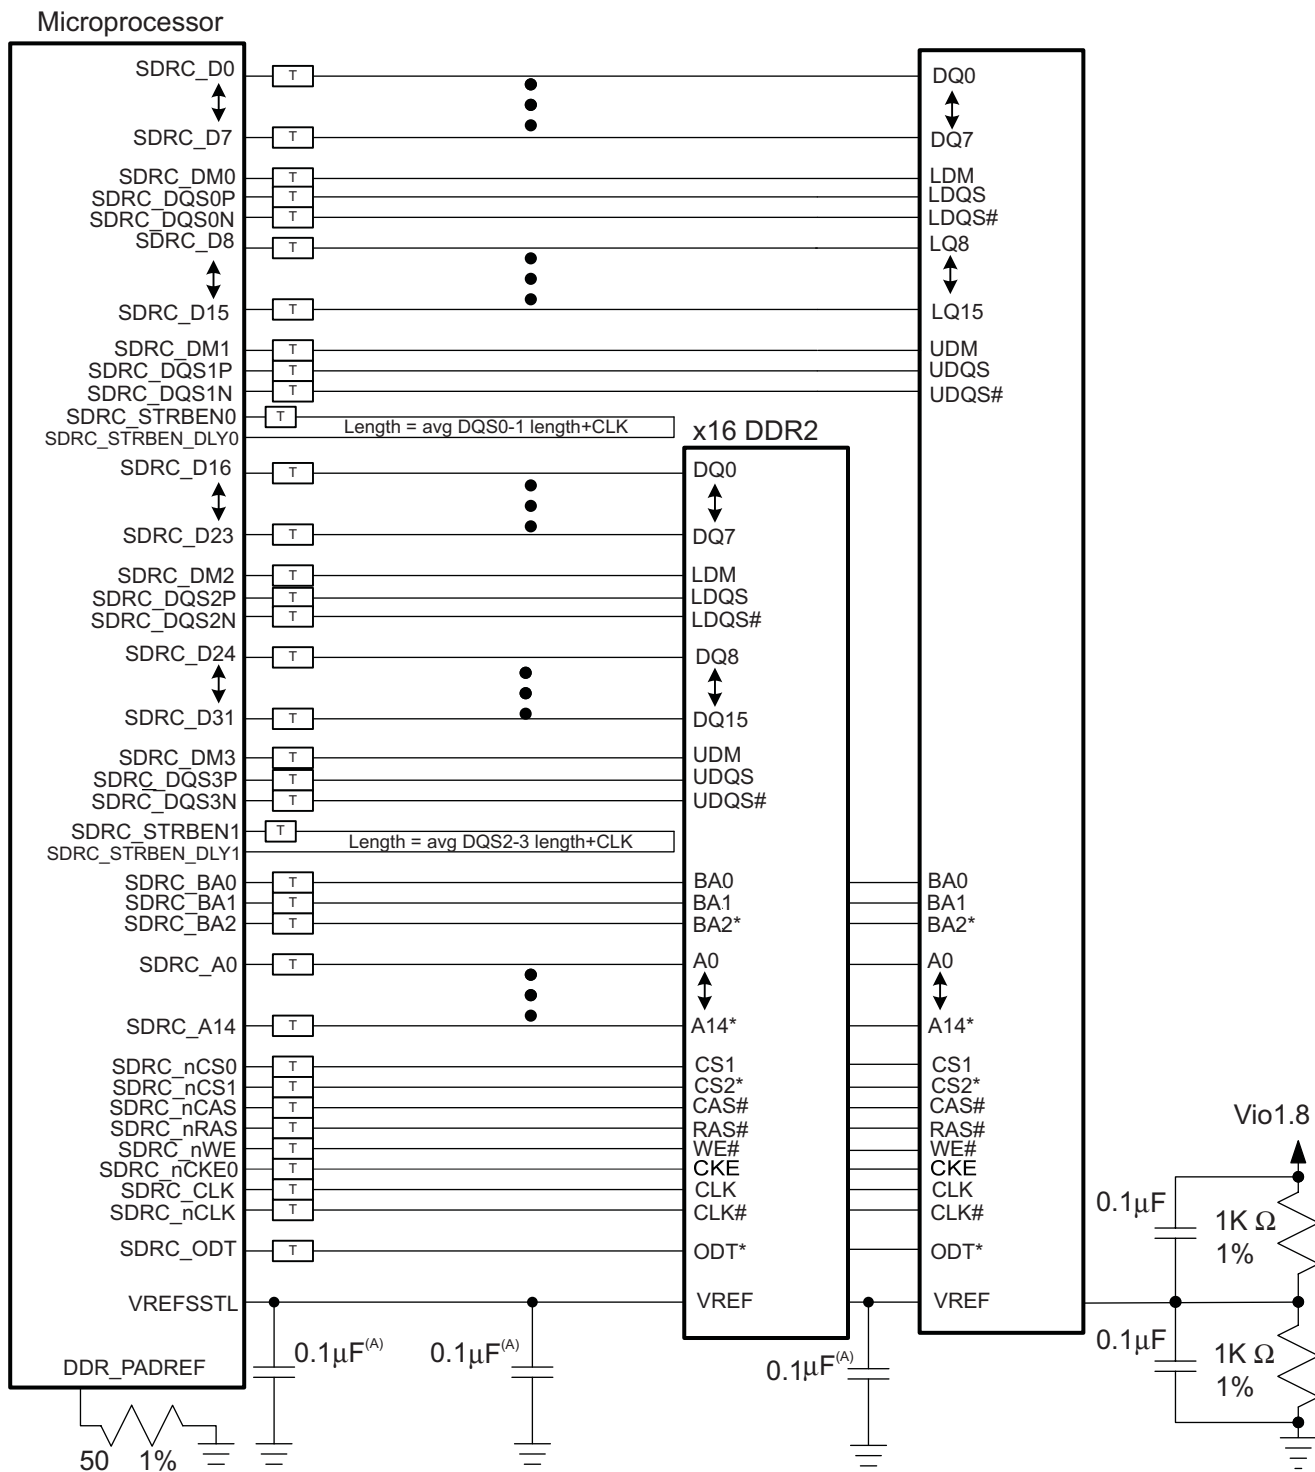 Microprocessor
SDRC_D0 T DQ0
SDRC_D7 T DQ7
SDRC_DM0 T LDM
SDRC_DQS0P T LDQS
SDRC_DQS0N T LDQS#
SDRC_D8 T LQ8
SDRC_D15 T LQ15
SDRC_DM1 T UDM
SDRC_DQS1P T UDQS
SDRC_DQS1N T UDQS#
SDRC_STRBEN0 T
Length = avg DQS0-1 length+CLK
SDRC_STRBEN_DLY0
x16 DDR2
SDRC_D16 T DQ0
SDRC_D23 T DQ7
SDRC_DM2 T LDM
SDRC_DQS2P T LDQS
SDRC_DQS2N T LDQS#
SDRC_D24 T DQ8
SDRC_D31 T DQ15
SDRC_DM3 T UDM
SDRC_DQS3P T UDQS
SDRC_DQS3N T UDQS#
SDRC_STRBEN1 T
Length = avg DQS2-3 length+CLK
SDRC_STRBEN_DLY1
SDRC_BA0 T BA0 BA0
SDRC_BA1 T BA1 BA1
SDRC_BA2 T BA2* BA2*
SDRC_A0 T A0 A0
SDRC_A14 T A14* A14*
SDRC_nCS0 T CS1 CS1
SDRC_nCS1 T CS2* CS2*
SDRC_nCAS T CAS# CAS#
SDRC_nRAS T RAS# RAS#
SDRC_nWE T WE# WE#
SDRC_nCKE0 T CKE CKE
SDRC_CLK T CLK CLK
SDRC_nCLK T CLK# CLK#
SDRC_ODT T ODT* ODT*
VREFSSTL VREF VREF
Vio1.8
0.1µF
1K Ω
1%
0.1µF
1K Ω
1%
0.1µF(A)
0.1µF(A)
0.1µF(A)
DDR_PADREF
50 1%